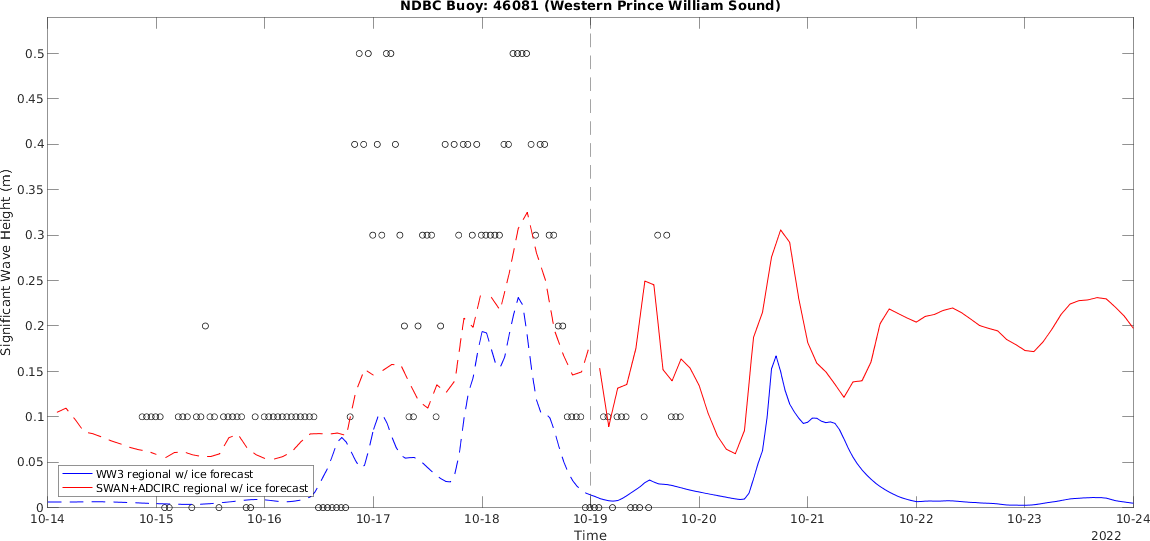 NDBC Buoy: 46081 (Western Prince William Sound)
0.5
0.45
0.4
0.35
0.3
0.25
0.2
0.15
0.1
0.05
0
Significant Wave Height (m)
WW3 regional w/ ice forecast
SWAN+ADCIRC regional w/ ice forecast
10-14 10-15 10-16 10-17 10-18 10-19 10-20 10-21 10-22 10-23 10-24
Time
2022